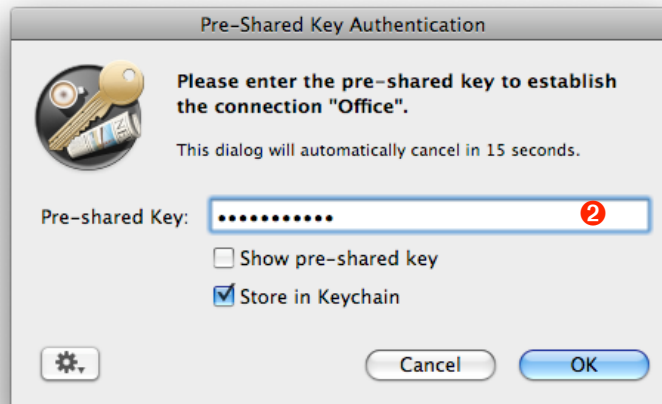 Pre-Shared Key Authentication
Please enter the pre-shared key to establish
the connection "Office".
This dialog will automatically cancel in 15 seconds.
Pre-shared Key: ••••••••••• 2
Show pre-shared key
Store in Keychain
Cancel OK